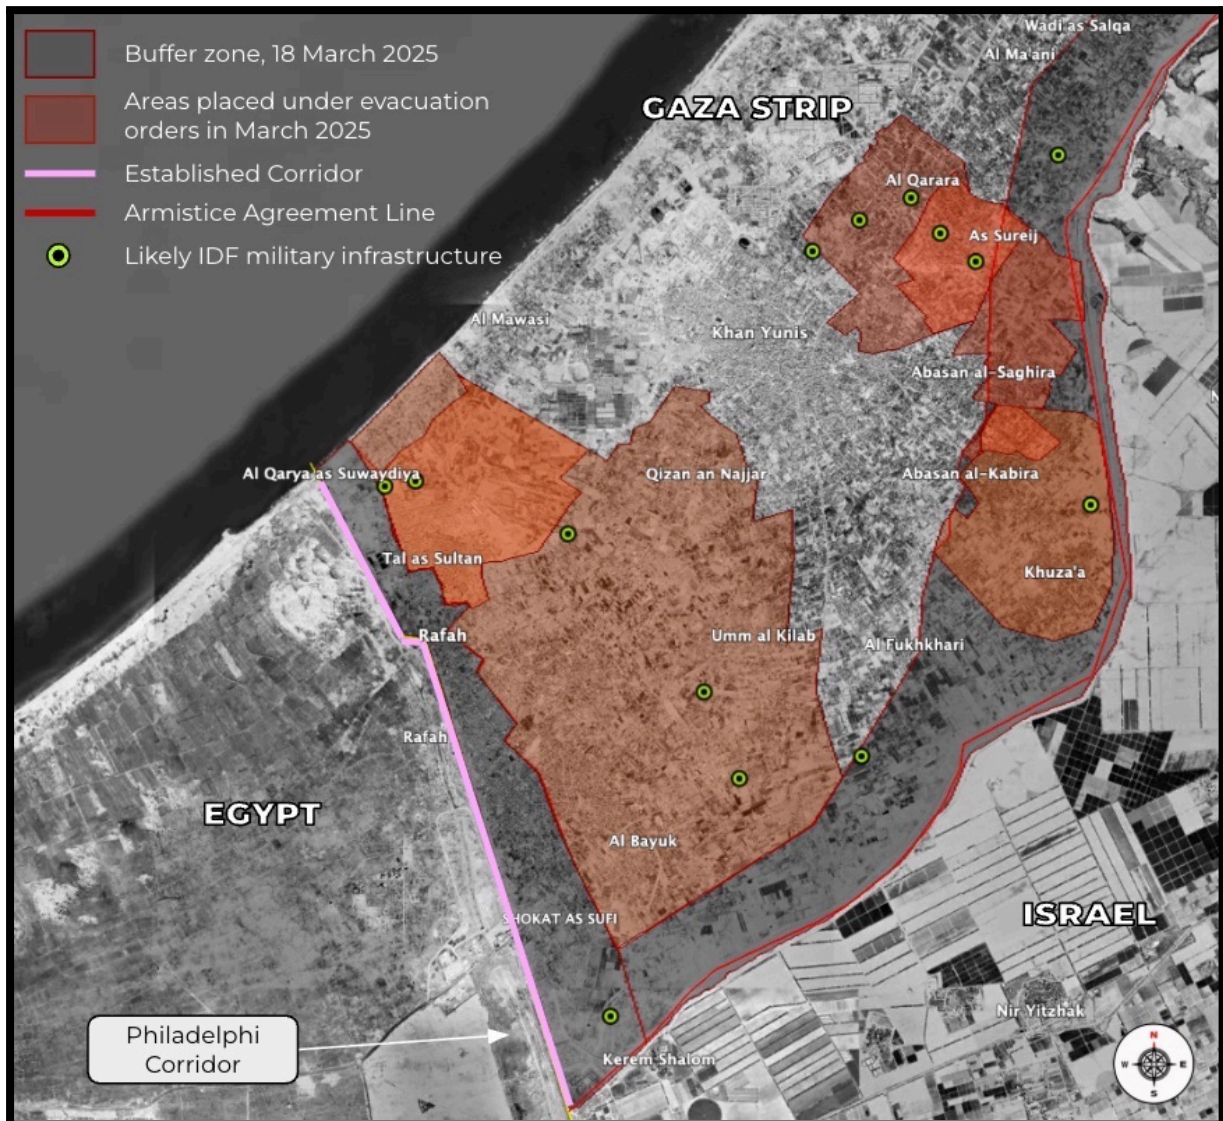 Buffer zone, 18 March 2025
Areas placed under evacuation
orders in March 2025
Established Corridor
Armistice Agreement Line
Likely IDF military infrastructure
Wadi as Salqa
Al Ma'ani
GAZA STRIP
Al Qarara
As Sureij
Al Mawasi
Khan Yunis
Abasan al-Saghira
N
Al Qarya as Suwaydiya
Qizan an Najjar
Abasan al-Kabira
Tal as Sultan
Khuza'a
Rafah
Umm al Kilab
Al Fukhkhari
Rafah
EGYPT
Al Bayuk
SHOKAT AS SUFI
ISRAEL
Nir Yitzhak
Philadelphi
Corridor
Kerem Shalom
N
W
E
S